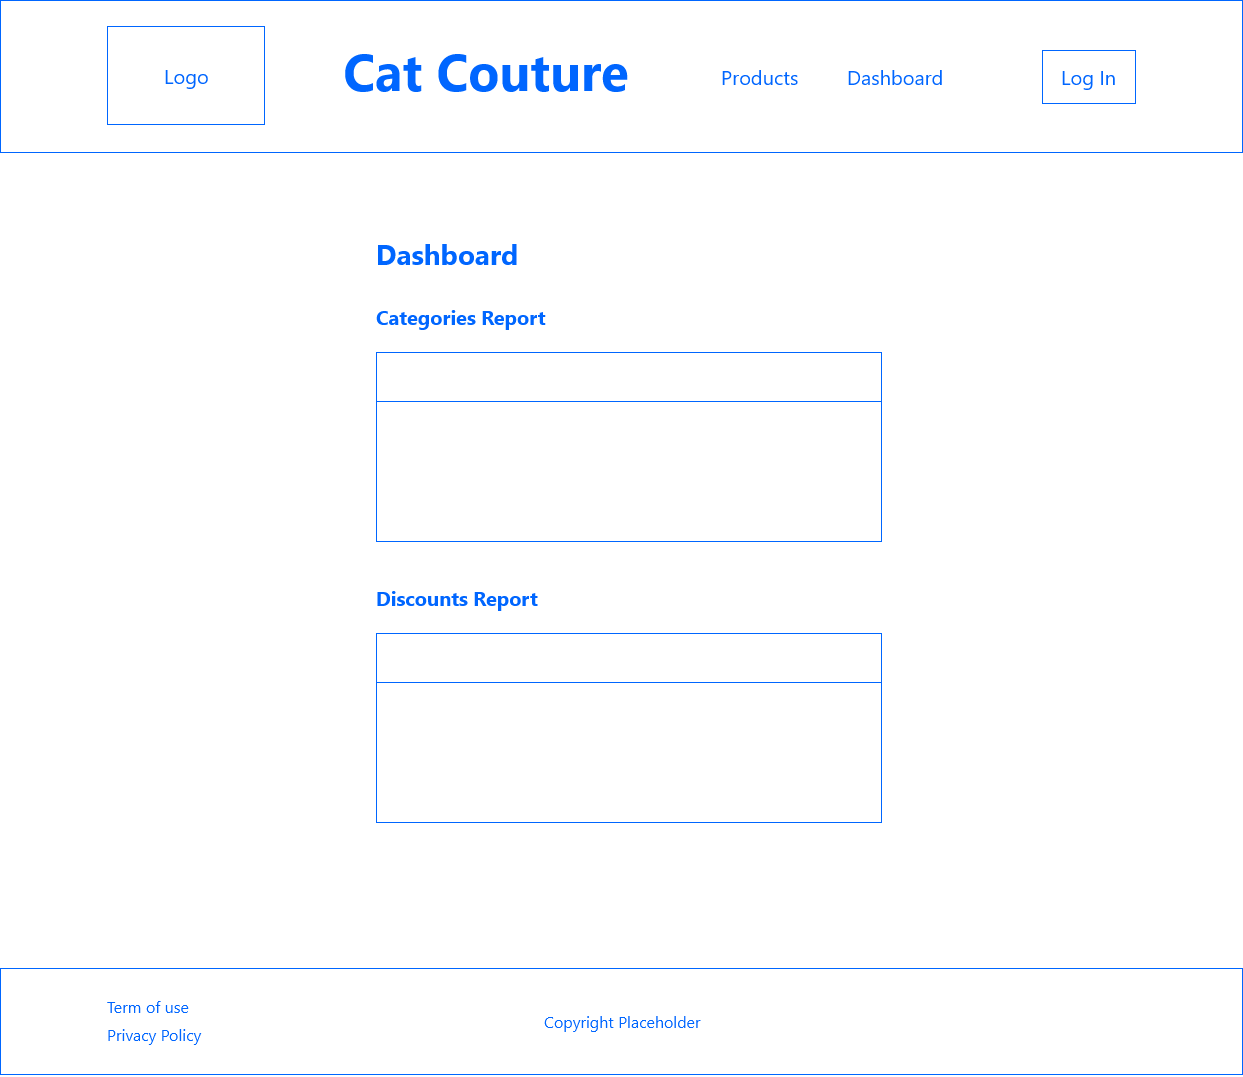 Logo
Cat Couture
Products
Dashboard
Log In
Dashboard
Categories Report
Discounts Report
Term of use
Privacy Policy
Copyright Placeholder